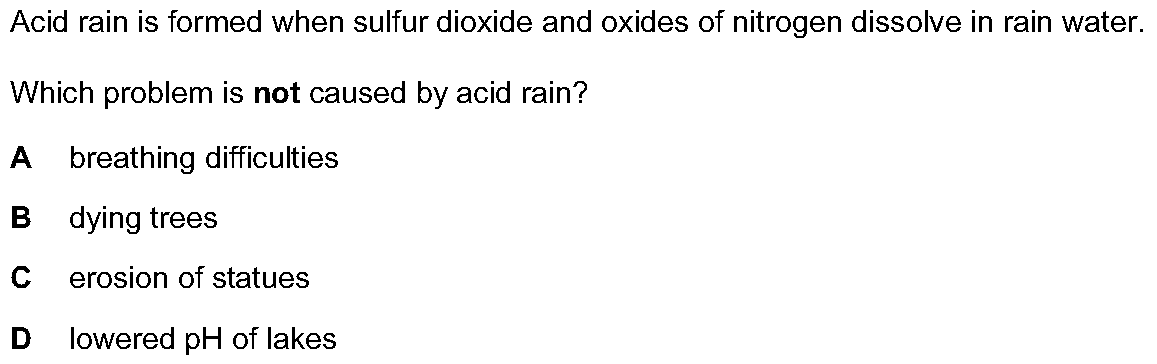 Acid rain is formed when sulfur dioxide and oxides of nitrogen dissolve in rain water.
Which problem is not caused by acid rain?
A breathing difficulties
B dying trees
C erosion of statues
D lowered pH of lakes